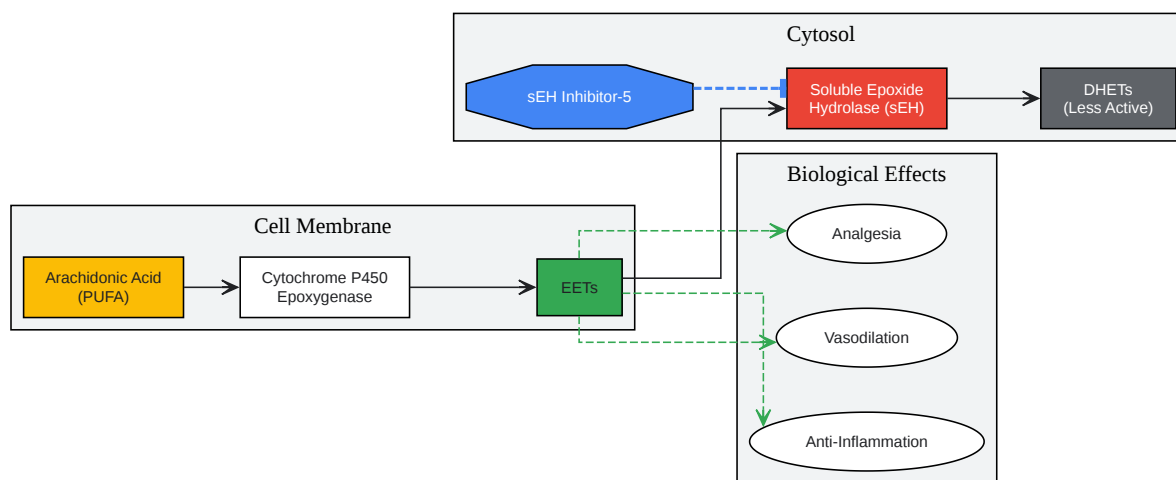 Cytosol
sEH Inhibitor-5
Soluble Epoxide
Hydrolase (sEH)
DHETs
(Less Active)
Biological Effects
Analgesia
Vasodilation
Anti-Inflammation
Cell Membrane
Arachidonic Acid
(PUFA)
Cytochrome P450
Epoxygenase
EETs